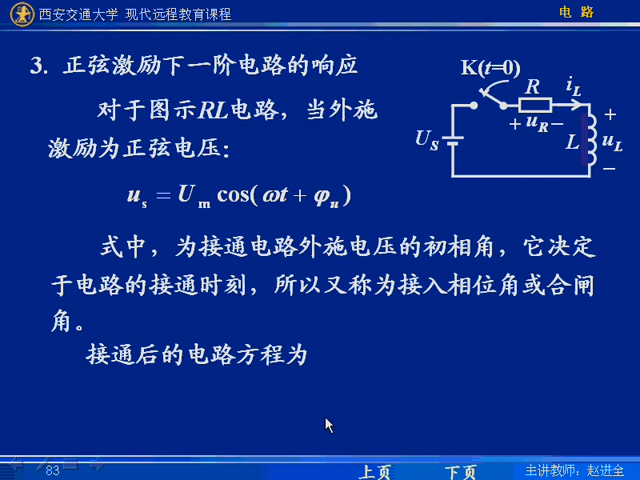 西安交通大学 现代远程教育课程
电 路
3. 正弦激励下一阶电路的响应
对于图示RL电路，当外施
激励为正弦电压：
K(t=0)
R
i_L
+ u_R −
U_S
L
+
u_L
−
u_s = U_m cos(ωt + φ_u)
式中，为接通电路外施电压的初相角，它决定
于电路的接通时刻，所以又称为接入相位角或合闸
角。
接通后的电路方程为
83
上页
下页
主讲教师：赵进全